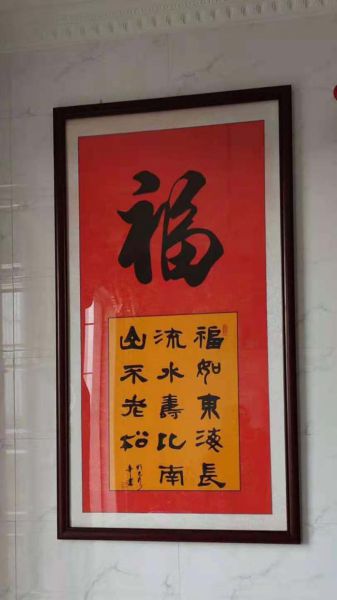 福
福如東海長
流水壽比南
山不老松